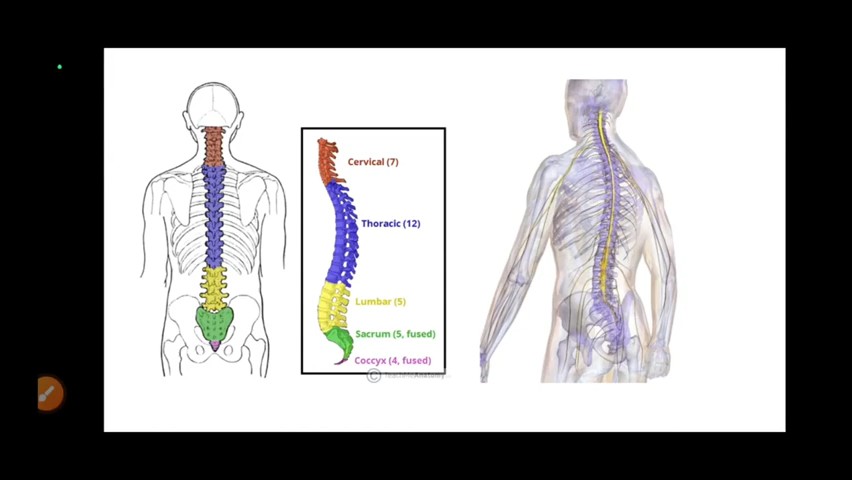 Cervical (7)
Thoracic (12)
Lumbar (5)
Sacrum (5, fused)
Coccyx (4, fused)
©